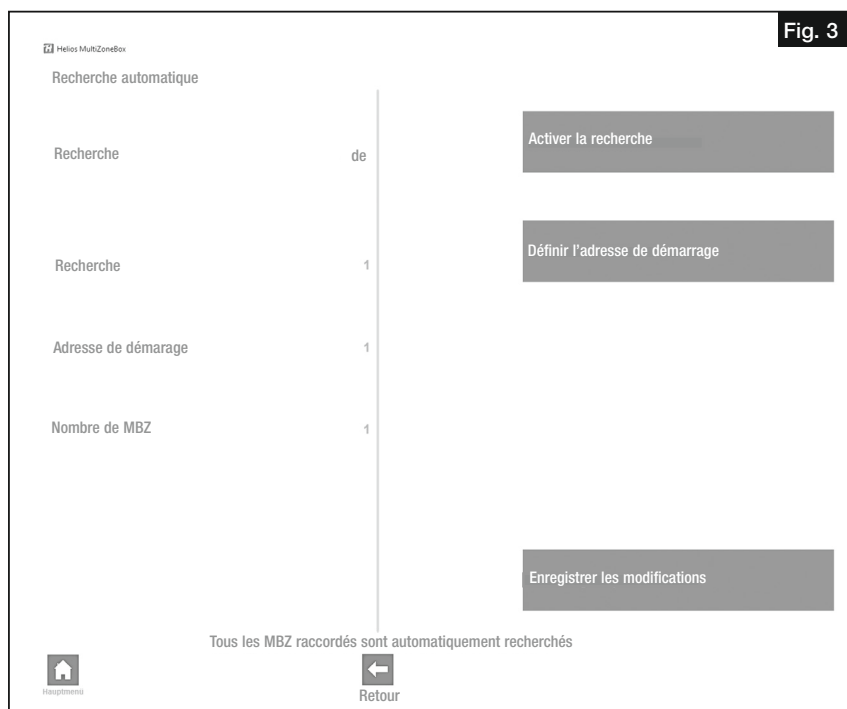 Fig. 3
Helios MultiZoneBox
Recherche automatique
Recherche de
Activer la recherche
Recherche 1
Définir l’adresse de démarrage
Adresse de démarage 1
Nombre de MBZ 1
Enregistrer les modifications
Tous les MBZ raccordés sont automatiquement recherchés
Hauptmenü
Retour